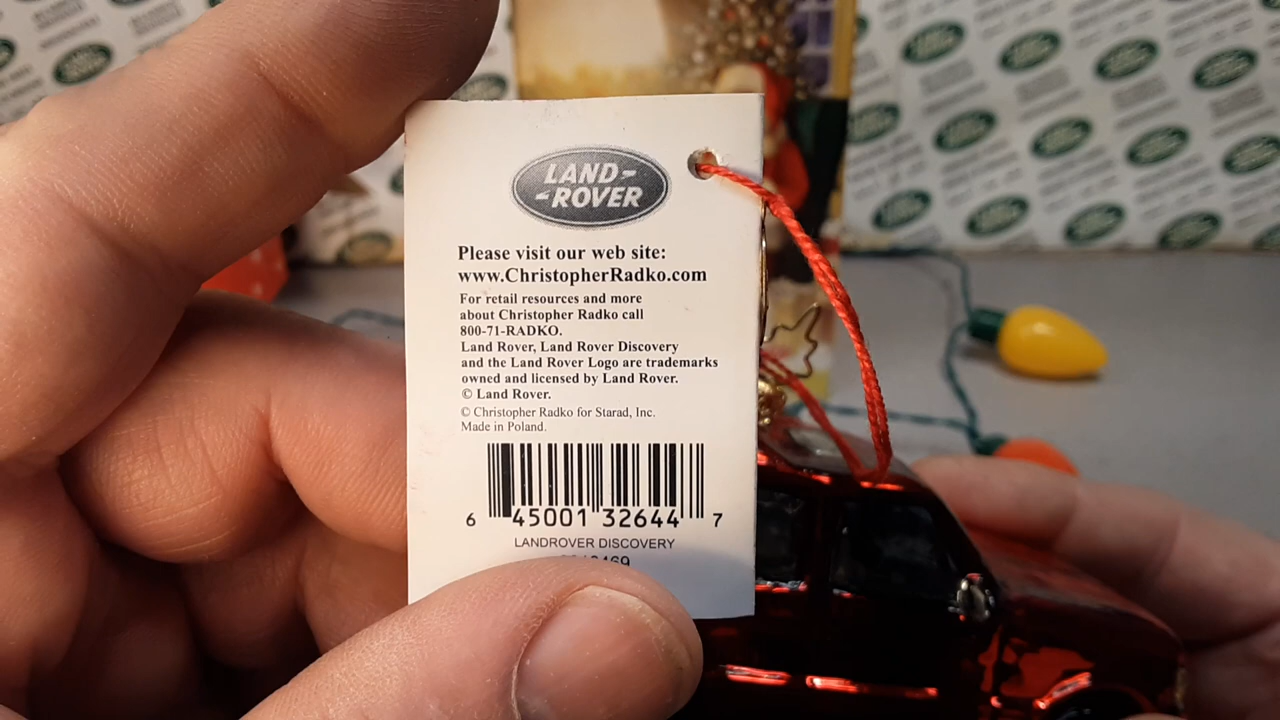 LAND-
-ROVER
Please visit our web site:
www.ChristopherRadko.com
For retail resources and more
about Christopher Radko call
800-71-RADKO.
Land Rover, Land Rover Discovery
and the Land Rover Logo are trademarks
owned and licensed by Land Rover.
© Land Rover.
© Christopher Radko for Starad, Inc.
Made in Poland.
6 45001 32644 7
LANDROVER DISCOVERY